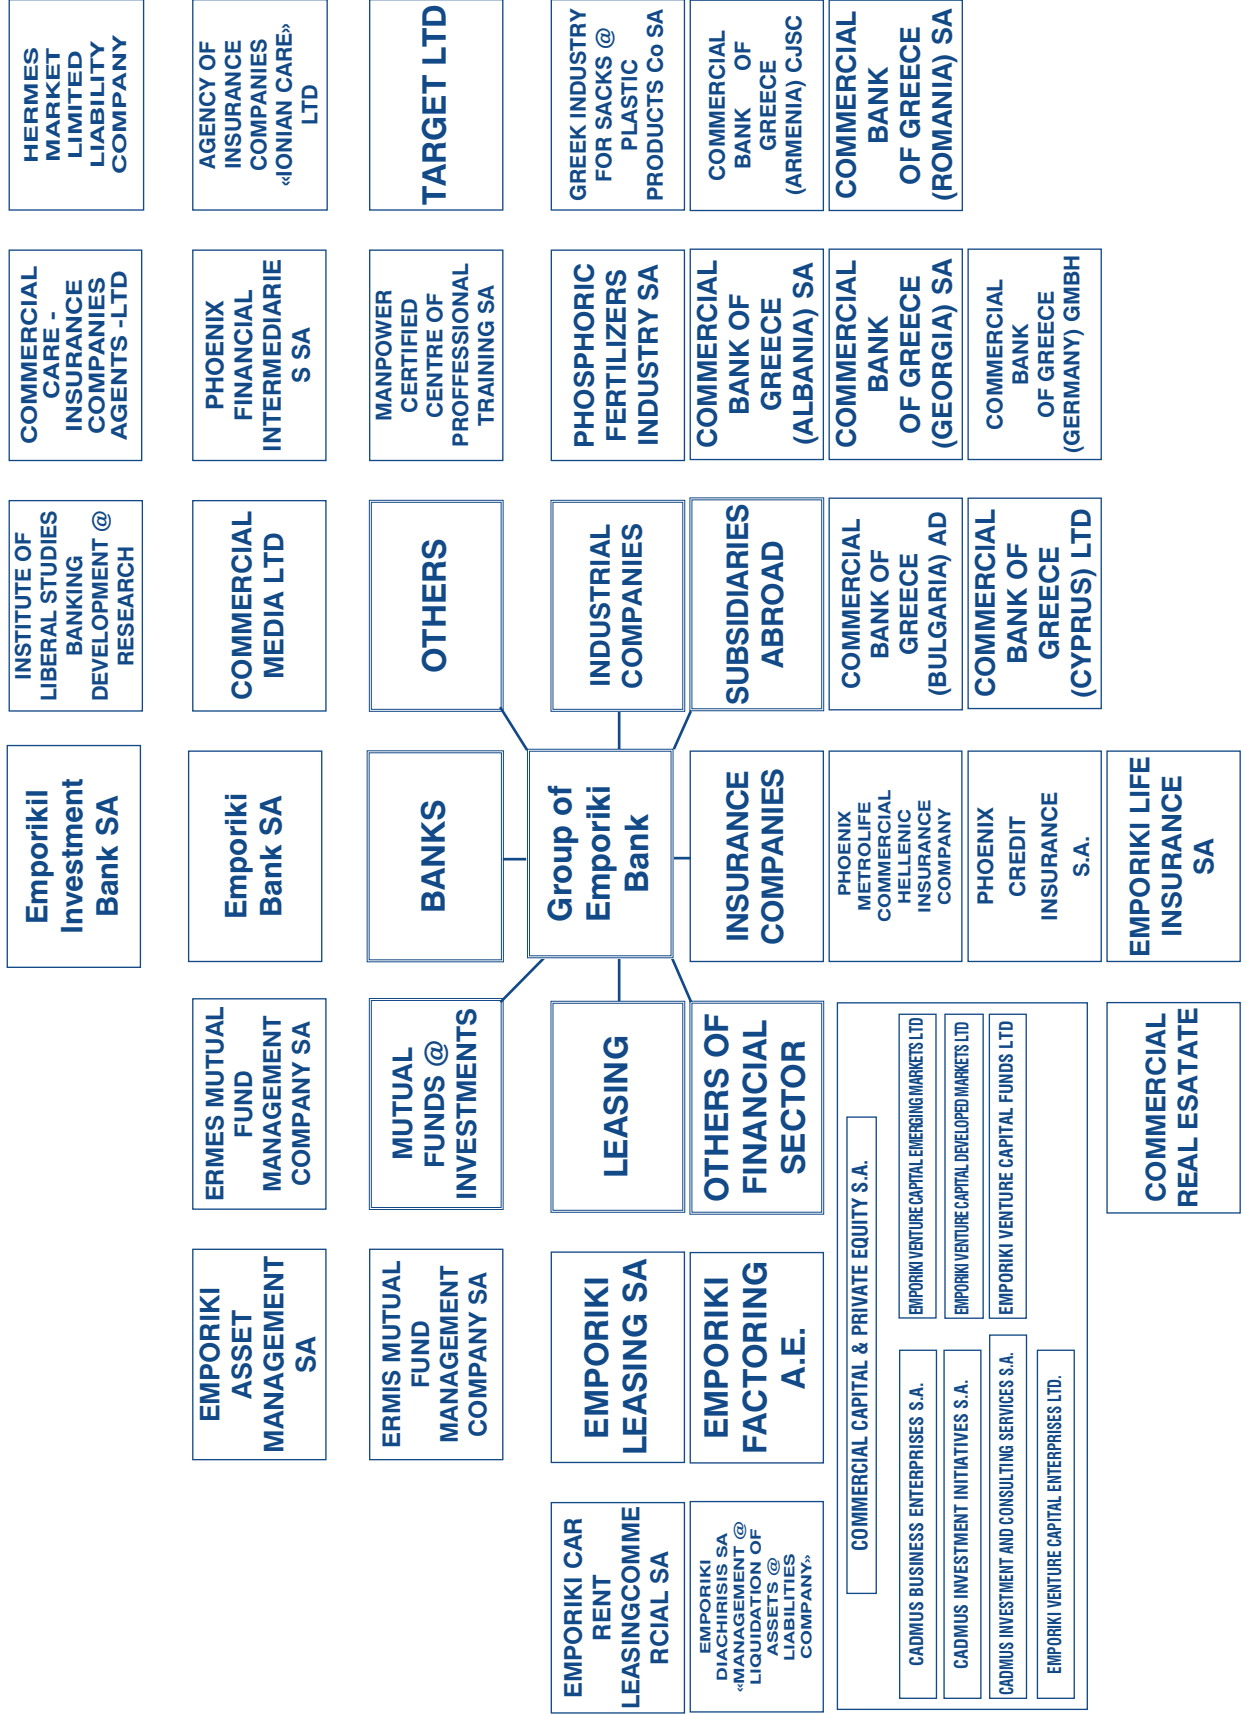 Emporikil
Investment
Bank SA
INSTITUTE OF
LIBERAL STUDIES
BANKING
DEVELOPMENT @
RESEARCH
COMMERCIAL
CARE -
INSURANCE
COMPANIES
AGENTS -LTD
HERMES
MARKET
LIMITED
LIABILITY
COMPANY
EMPORIKI
ASSET
MANAGEMENT
SA
ERMES MUTUAL
FUND
MANAGEMENT
COMPANY SA
Emporiki
Bank SA
COMMERCIAL
MEDIA LTD
PHOENIX
FINANCIAL
INTERMEDIARIE
S SA
AGENCY OF
INSURANCE
COMPANIES
«IONIAN CARE»
LTD
ERMIS MUTUAL
FUND
MANAGEMENT
COMPANY SA
MUTUAL
FUNDS @
INVESTMENTS
BANKS
OTHERS
MANPOWER
CERTIFIED
CENTRE OF
PROFFESSIONAL
TRAINING SA
TARGET LTD
EMPORIKI CAR
RENT
LEASINGCOMME
RCIAL SA
EMPORIKI
LEASING SA
LEASING
Group of
Emporiki
Bank
INDUSTRIAL
COMPANIES
PHOSPHORIC
FERTILIZERS
INDUSTRY SA
GREEK INDUSTRY
FOR SACKS @
PLASTIC
PRODUCTS Co SA
EMPORIKI
DIACHIRISIS SA
«MANAGEMENT @
LIQUIDATION OF
ASSETS @
LIABILITIES
COMPANY»
EMPORIKI
FACTORING
A.E.
OTHERS OF
FINANCIAL
SECTOR
INSURANCE
COMPANIES
SUBSIDIARIES
ABROAD
COMMERCIAL
BANK OF
GREECE
(ALBANIA) SA
COMMERCIAL
BANK OF
GREECE
(ARMENIA) CJSC
COMMERCIAL CAPITAL & PRIVATE EQUITY S.A.
CADMUS BUSINESS ENTERPRISES S.A.
EMPORIKI VENTURE CAPITAL EMERGING MARKETS LTD
CADMUS INVESTMENT INITIATIVES S.A.
EMPORIKI VENTURE CAPITAL DEVELOPED MARKETS LTD
CADMUS INVESTMENT AND CONSULTING SERVICES S.A.
EMPORIKI VENTURE CAPITAL FUNDS LTD
EMPORIKI VENTURE CAPITAL ENTERPRISES LTD.
PHOENIX
METROLIFE
COMMERCIAL
HELLENIC
INSURANCE
COMPANY
COMMERCIAL
BANK OF
GREECE
(BULGARIA) AD
COMMERCIAL
BANK
OF GREECE
(GEORGIA) SA
COMMERCIAL
BANK
OF GREECE
(ROMANIA) SA
PHOENIX
CREDIT
INSURANCE
S.A.
COMMERCIAL
BANK OF
GREECE
(CYPRUS) LTD
COMMERCIAL
BANK
OF GREECE
(GERMANY) GMBH
COMMERCIAL
REAL ESATATE
EMPORIKI LIFE
INSURANCE
SA